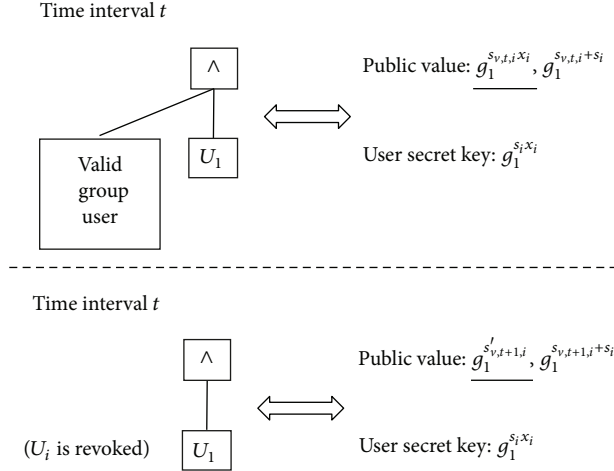 Time interval t
∧
Public value: g₁^{s_{v,t,i}x_i}, g₁^{s_{v,t,i}+s_i}
Valid
group
user
U₁
User secret key: g₁^{s_i x_i}
Time interval t
∧
Public value: g₁^{s′_{v,t+1,i}}, g₁^{s_{v,t+1,i}+s_i}
(U_i is revoked)
U₁
User secret key: g₁^{s_i x_i}